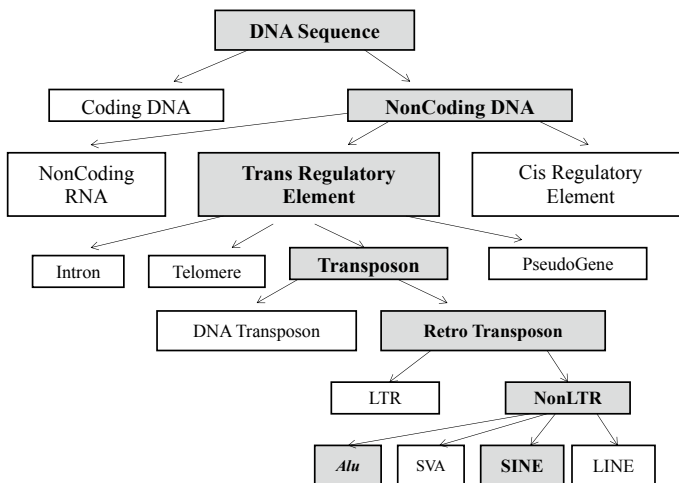 DNA Sequence
Coding DNA
NonCoding DNA
NonCoding
RNA
Trans Regulatory
Element
Cis Regulatory
Element
Intron
Telomere
Transposon
PseudoGene
DNA Transposon
Retro Transposon
LTR
NonLTR
Alu
SVA
SINE
LINE